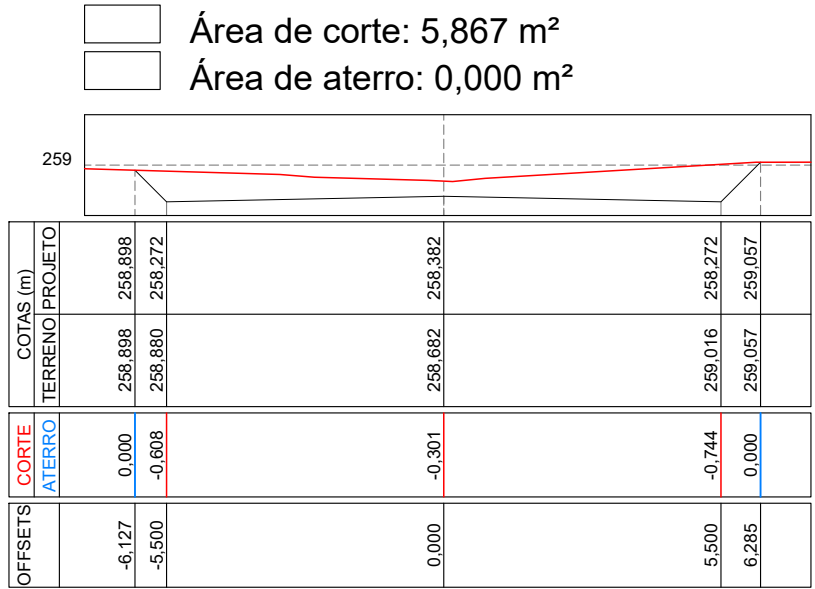 Área de corte: 5,867 m²
Área de aterro: 0,000 m²
259
COTAS (m)
PROJETO
258,898
258,272
258,382
258,272
259,057
TERRENO
258,898
258,880
258,682
259,016
259,057
CORTE
ATERRO
0,000
-0,608
-0,301
-0,744
0,000
OFFSETS
-6,127
-5,500
0,000
5,500
6,285